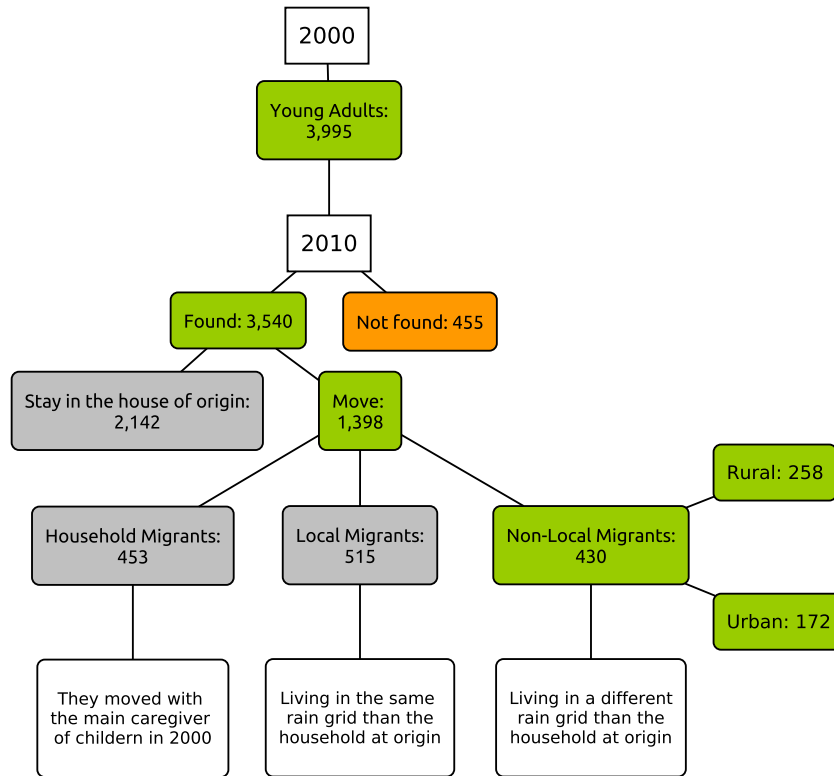 2000
Young Adults:
3,995
2010
Found: 3,540
Not found: 455
Stay in the house of origin:
2,142
Move:
1,398
Rural: 258
Household Migrants:
453
Local Migrants:
515
Non-Local Migrants:
430
Urban: 172
They moved with
the main caregiver
of childern in 2000
Living in the same
rain grid than the
household at origin
Living in a different
rain grid than the
household at origin